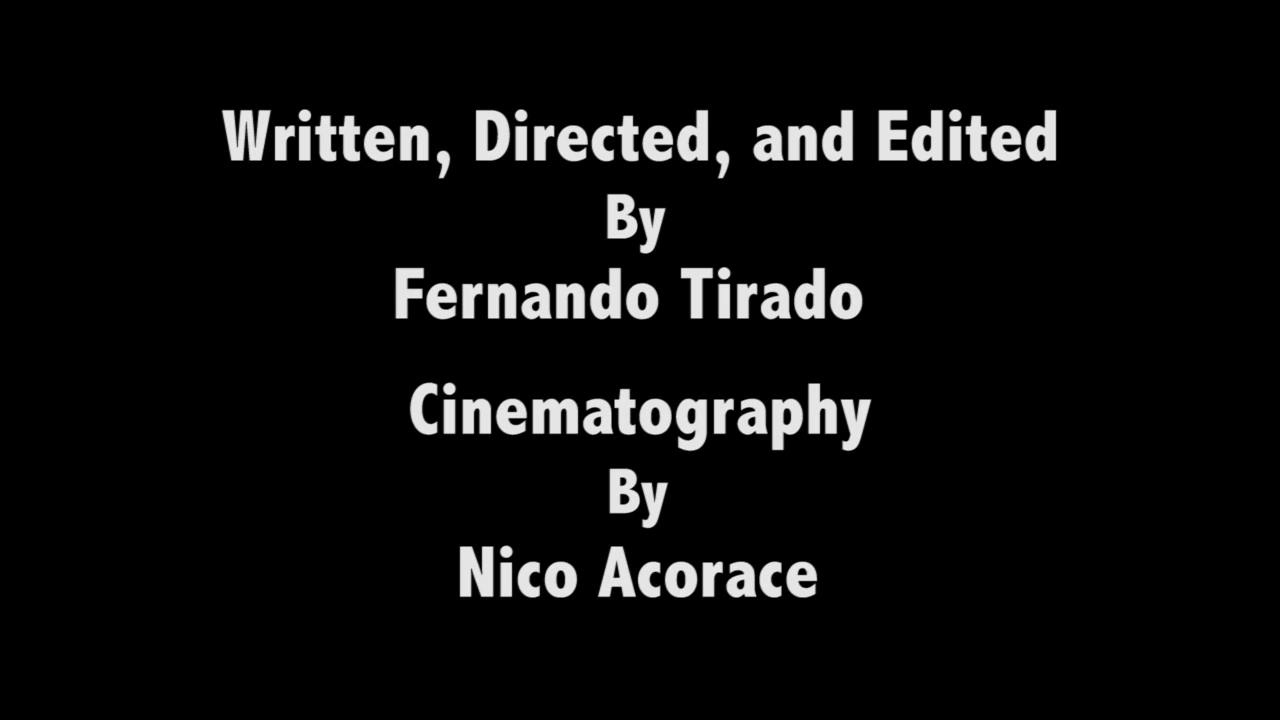 Written, Directed, and Edited
By
Fernando Tirado
Cinematography
By
Nico Acorace